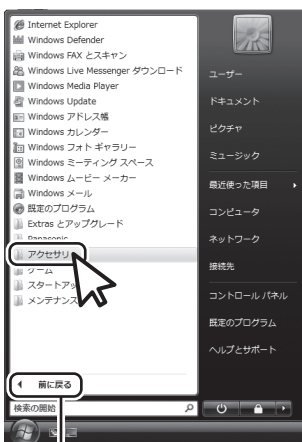 Internet Explorer
Windows Defender
Windows FAX とスキャン
Windows Live Messenger ダウンロード
Windows Media Player
Windows Update
Windows アドレス帳
Windows カレンダー
Windows フォト ギャラリー
Windows ミーティング スペース
Windows ムービー メーカー
Windows メール
既定のプログラム
Extras とアップグレード
Panasonic
アクセサリ
ゲーム
スタートアップ
メンテナンス
前に戻る
検索の開始
ユーザー
ドキュメント
ピクチャ
ミュージック
最近使った項目
コンピュータ
ネットワーク
接続先
コントロール パネル
既定のプログラム
ヘルプとサポート